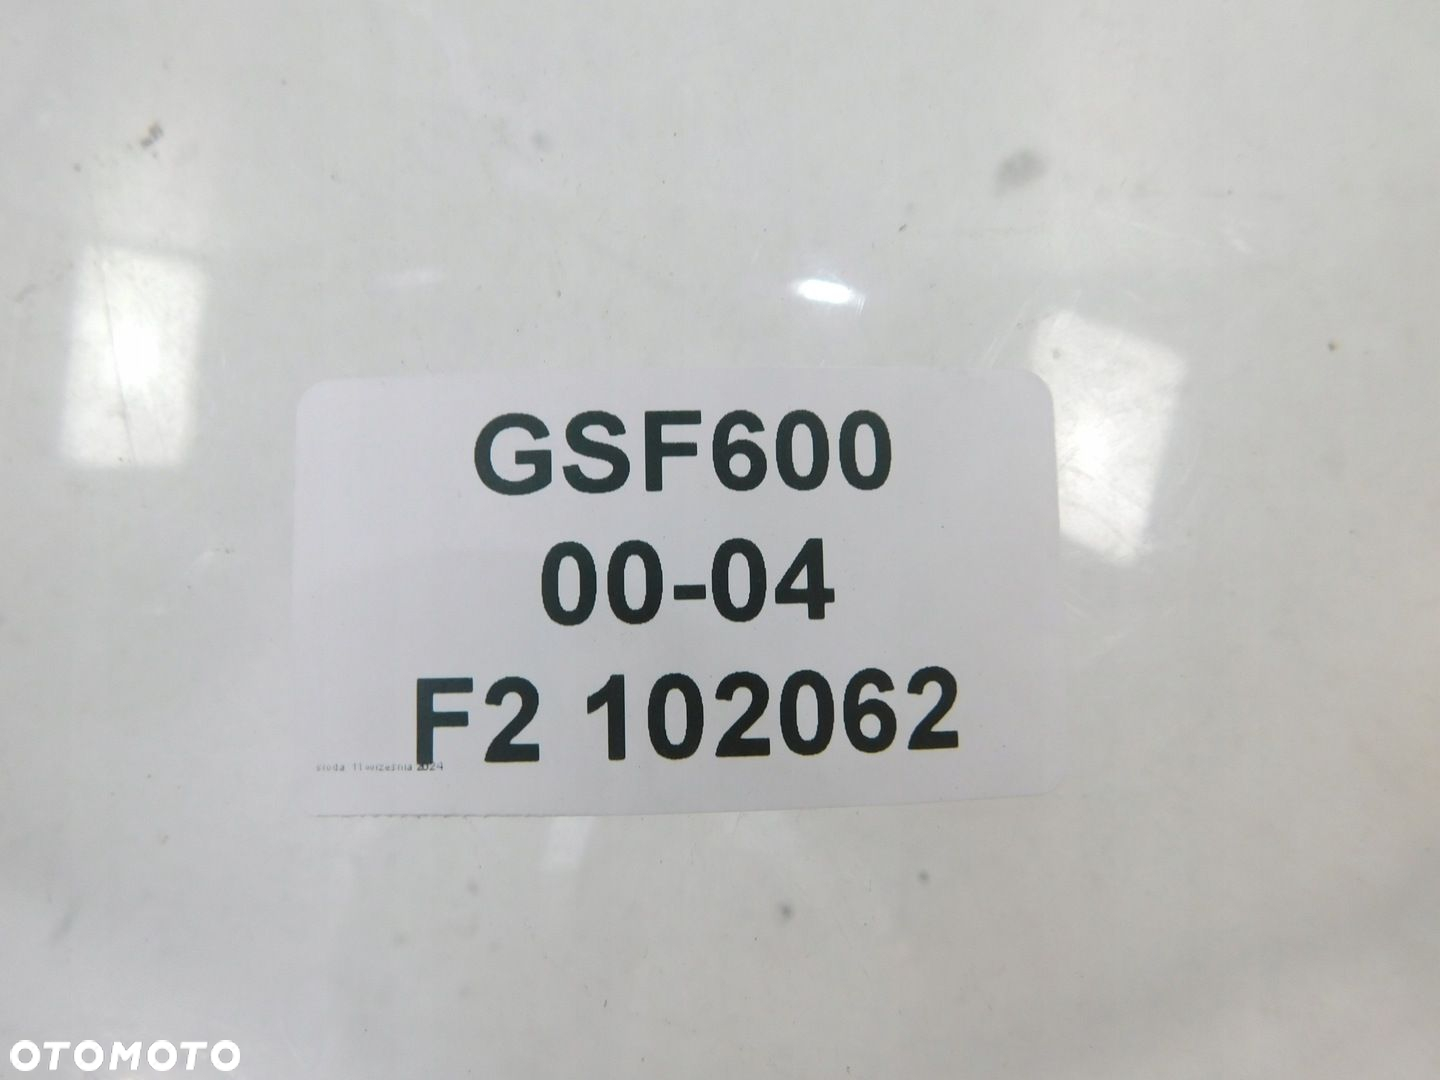 GSF600
00-04
F2 102062
środa, 11 września 2024
OTOMOTO